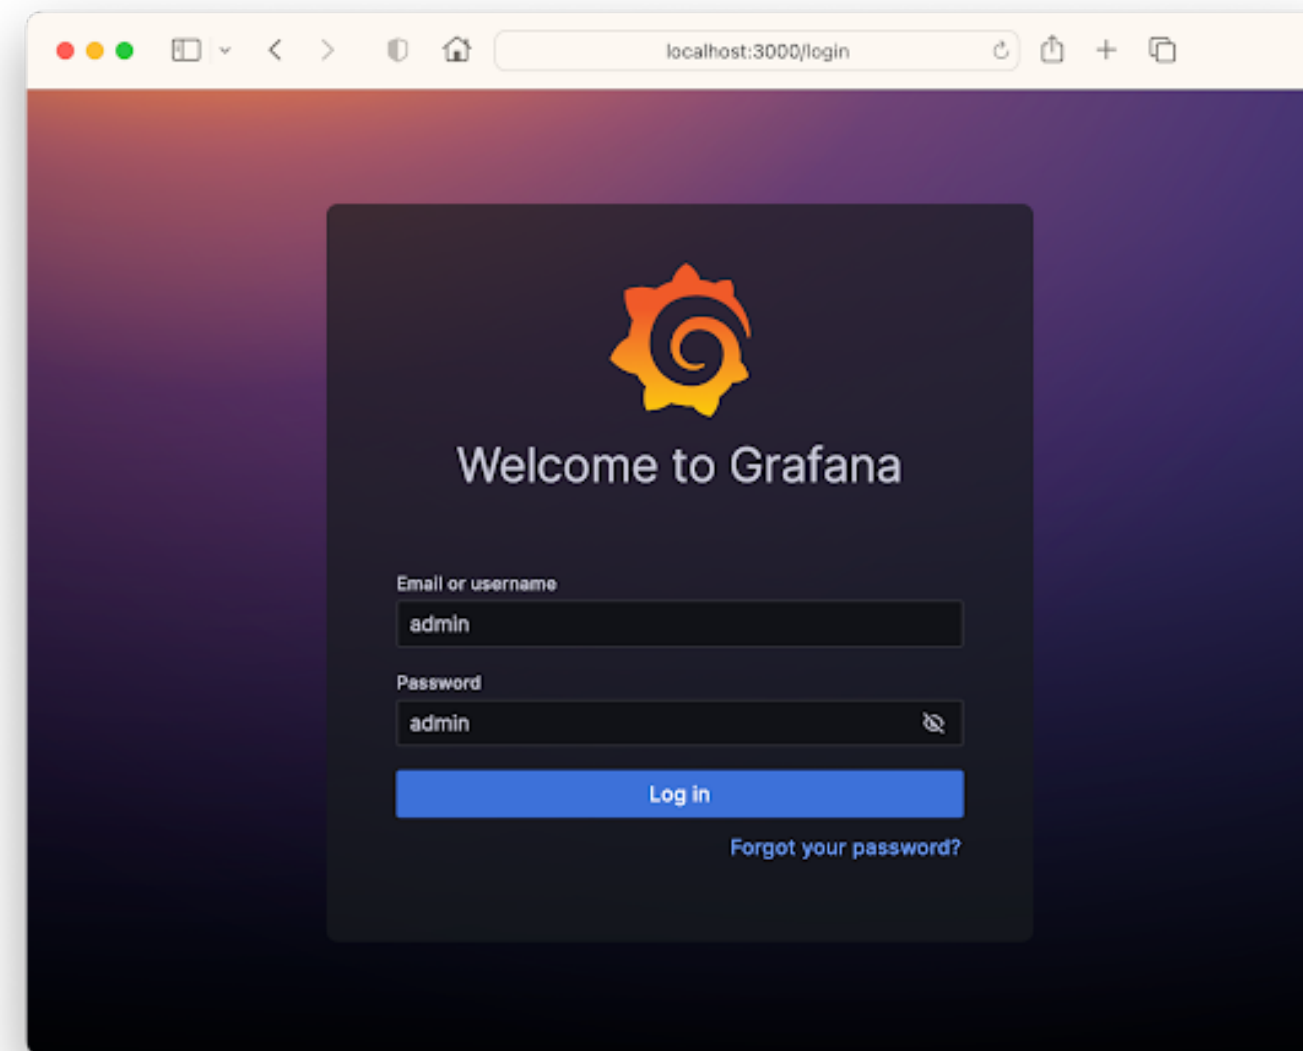 localhost:3000/login
Welcome to Grafana
Email or username
admin
Password
admin
Log in
Forgot your password?